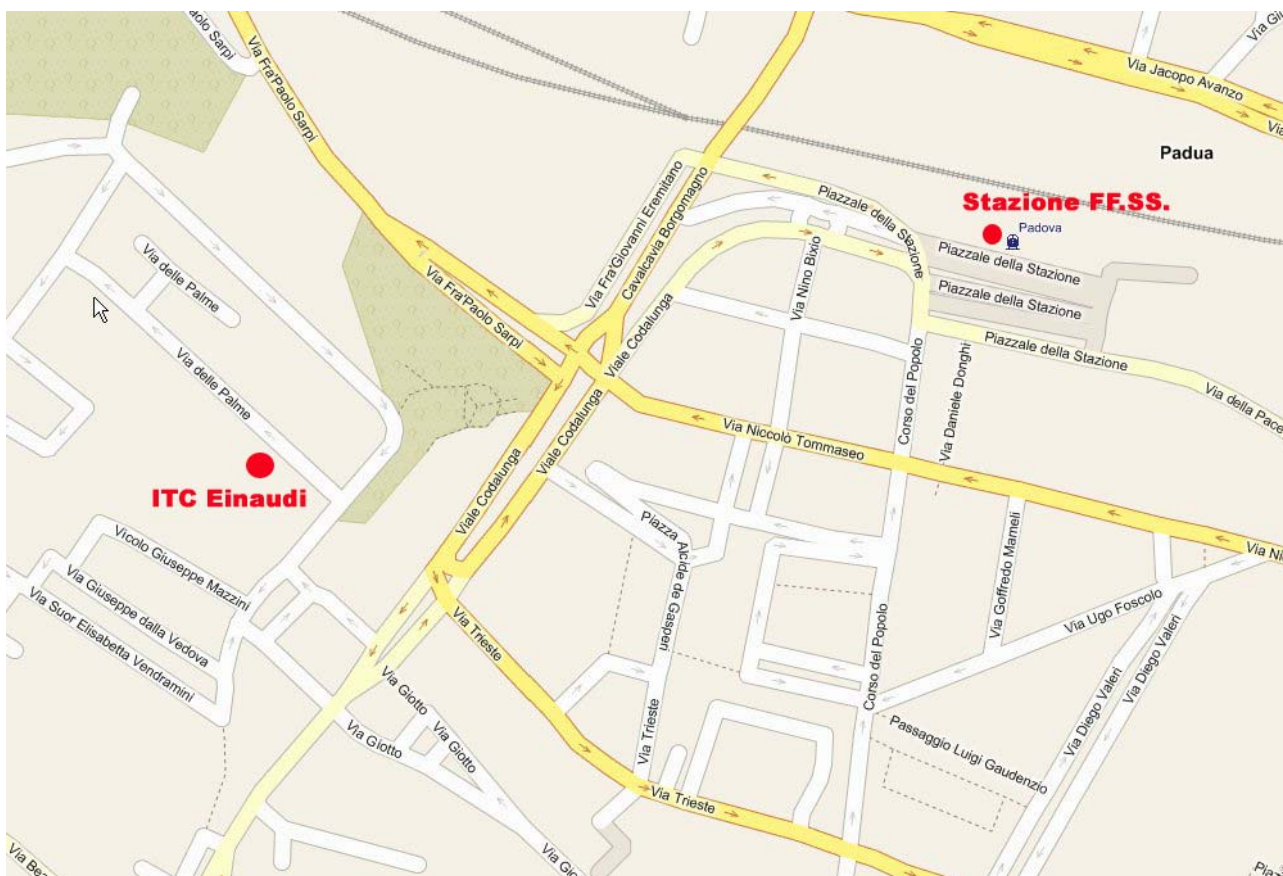 Paolo Sarpi
Via Fra'Paolo Sarpi
Via Jacopo Avanzo
Padua
Stazione FF.SS.
Padova
Piazzale della Stazione
Piazzale della Stazione
Piazzale della Stazione
Piazzale della Stazione
Via della Pace
Via Fra'Giovanni Eremitano
Cavalcavia Borgomagno
Via Nino Bixio
Via delle Palme
Via Fra'Paolo Sarpi
Viale Codalunga
Corso del Popolo
Via Daniele Donghi
Via delle Palme
Viale Codalunga
Viale Codalunga
Via Niccolò Tommaseo
ITC Einaudi
Piazza Alcide de Gasperi
Via Goffredo Mameli
Vicolo Giuseppe Mazzini
Via Giuseppe dalla Vedova
Via Suor Elisabetta Vendramini
Via Trieste
Via Ugo Foscolo
Via Diego Valeri
Via Diego Valeri
Corso del Popolo
Via Giotto
Via Giotto
Via Giotto
Via Trieste
Passaggio Luigi Gaudenzio
Via Trieste